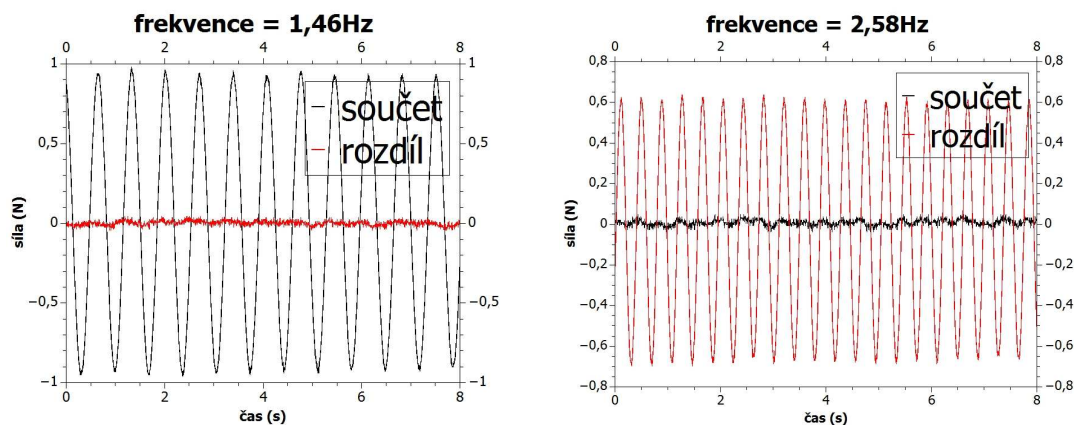 frekvence = 1,46Hz
0 2 4 6 8
1 1
součet
rozdíl
0,5 0,5
síla (N)
0 0
−0,5 −0,5
−1 −1
0 2 4 6 8
čas (s)
frekvence = 2,58Hz
0 2 4 6 8
0,8 0,8
součet
rozdíl
0,6 0,6
0,4 0,4
0,2 0,2
síla (N)
0 0
−0,2 −0,2
−0,4 −0,4
−0,6 −0,6
−0,8 −0,8
0 2 4 6 8
čas (s)